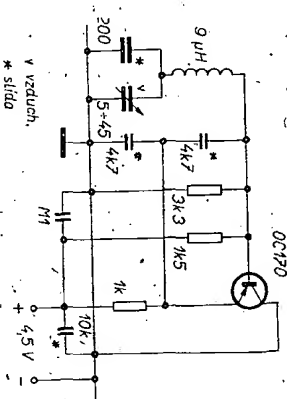 200
*
9 µH
v
5÷45
4k7
*
4k7
*
3k3
1k5
OC170
M1
1k
10k
*
+ 4,5 V −
v vzduch.
* slída